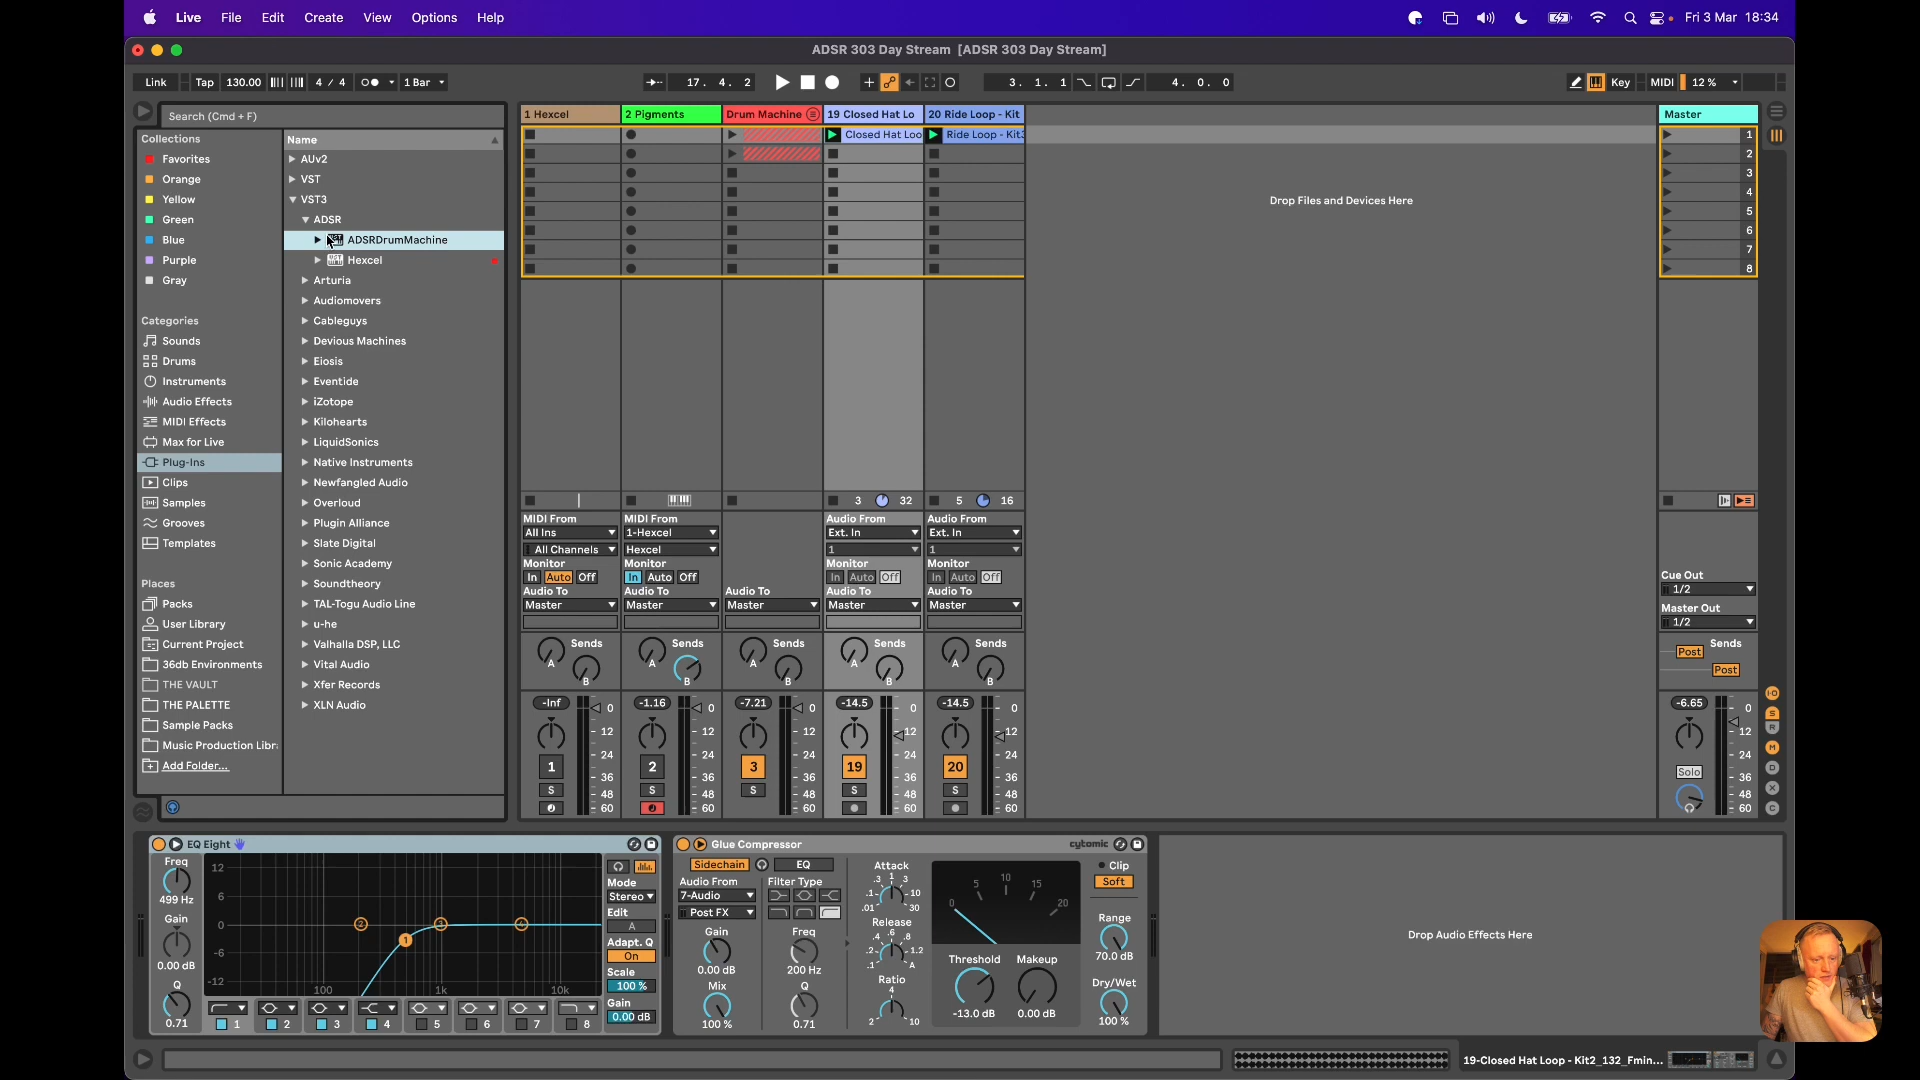 Live File Edit Create View Options Help
Fri 3 Mar 18:34
ADSR 303 Day Stream [ADSR 303 Day Stream]
Link Tap 130.00 4 / 4 1 Bar 17. 4. 2 3. 1. 1 4. 0. 0 Key MIDI 12 %
Search (Cmd + F)
Collections
Favorites
Orange
Yellow
Green
Blue
Purple
Gray
Categories
Sounds
Drums
Instruments
Audio Effects
MIDI Effects
Max for Live
Plug-Ins
Clips
Samples
Grooves
Templates
Places
Packs
User Library
Current Project
36db Environments
THE VAULT
THE PALETTE
Sample Packs
Music Production Libr
Add Folder...
Name
AUv2
VST
VST3
ADSR
ADSRDrumMachine
Hexcel
Arturia
Audiomovers
Cableguys
Devious Machines
Eiosis
Eventide
iZotope
Kilohearts
LiquidSonics
Native Instruments
Newfangled Audio
Overloud
Plugin Alliance
Slate Digital
Sonic Academy
Soundtheory
TAL-Togu Audio Line
u-he
Valhalla DSP, LLC
Vital Audio
Xfer Records
XLN Audio
1 Hexcel 2 Pigments Drum Machine 19 Closed Hat Lo 20 Ride Loop - Kit Master
Closed Hat Loo Ride Loop - Kit3 1
2
3
4
5
6
7
8
Drop Files and Devices Here
3 32 5 16
MIDI From MIDI From Audio From Audio From
All Ins 1-Hexcel Ext. In Ext. In
All Channels Hexcel 1 1
Monitor Monitor Monitor Monitor
In Auto Off In Auto Off In Auto Off In Auto Off
Audio To Audio To Audio To Audio To Audio To
Master Master Master Master Master
Cue Out
1/2
Master Out
1/2
Sends Sends Sends Sends Sends Sends
A A A A A Post
B B B B B Post
-Inf -1.16 -7.21 -14.5 -14.5 -6.65
0 0 0 0 0 0
12 12 12 12 12 12
24 24 24 24 24 24
1 2 3 19 20 Solo
36 36 36 36 36 36
S S S S S
48 48 48 48 48 48
60 60 60 60 60 60
S
R
M
D
X
C
EQ Eight
Freq
499 Hz
Gain
0.00 dB
Q
0.71
12
6
0
-6
-12
100 1k 10k
1 2 3 4
1 2 3 4 5 6 7 8
Mode
Stereo
Edit
A
Adapt. Q
On
Scale
100 %
Gain
0.00 dB
Glue Compressor cytomic
Sidechain EQ
Audio From Filter Type
7-Audio
Post FX
Gain Freq
0.00 dB 200 Hz
Mix Q
100 % 0.71
Attack
.3 1 3
.1 10
.01 30
Release
.4 .6 .8
.2 1.2
.1 A
Ratio
4
2 10
0 5 10 15 20
Threshold Makeup
-13.0 dB 0.00 dB
Clip
Soft
Range
70.0 dB
Dry/Wet
100 %
Drop Audio Effects Here
19-Closed Hat Loop - Kit2_132_Fmin...